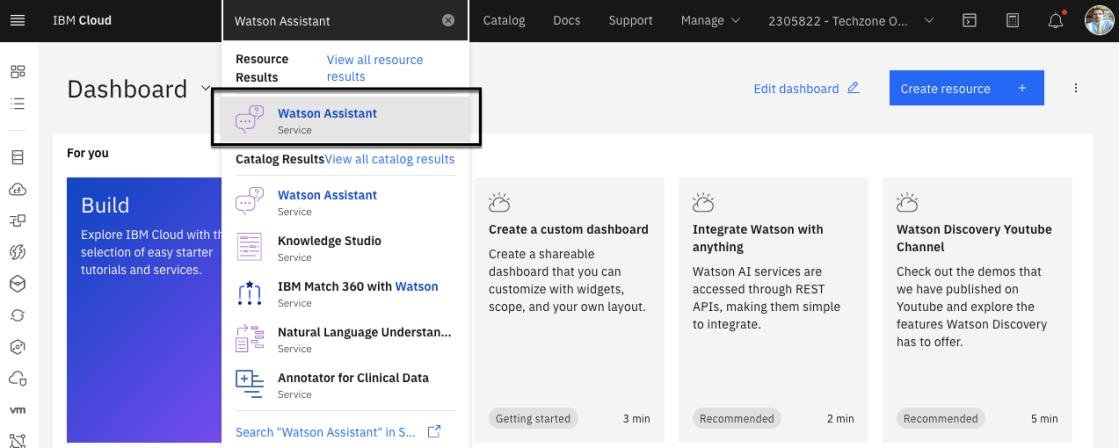 IBM Cloud
Watson Assistant
Catalog
Docs
Support
Manage
2305822 - Techzone O...
Resource
Results
View all resource
results
Watson Assistant
Service
Catalog Results
View all catalog results
Watson Assistant
Service
Knowledge Studio
Service
IBM Match 360 with Watson
Service
Natural Language Understan...
Service
Annotator for Clinical Data
Service
Search "Watson Assistant" in S...
Dashboard
Edit dashboard
Create resource +
For you
Build
Explore IBM Cloud with th
selection of easy starter
tutorials and services.
Create a custom dashboard
Create a shareable
dashboard that you can
customize with widgets,
scope, and your own layout.
Getting started
3 min
Integrate Watson with
anything
Watson AI services are
accessed through REST
APIs, making them simple
to integrate.
Recommended
2 min
Watson Discovery Youtube
Channel
Check out the demos that
we have published on
Youtube and explore the
features Watson Discovery
has to offer.
Recommended
5 min
vm